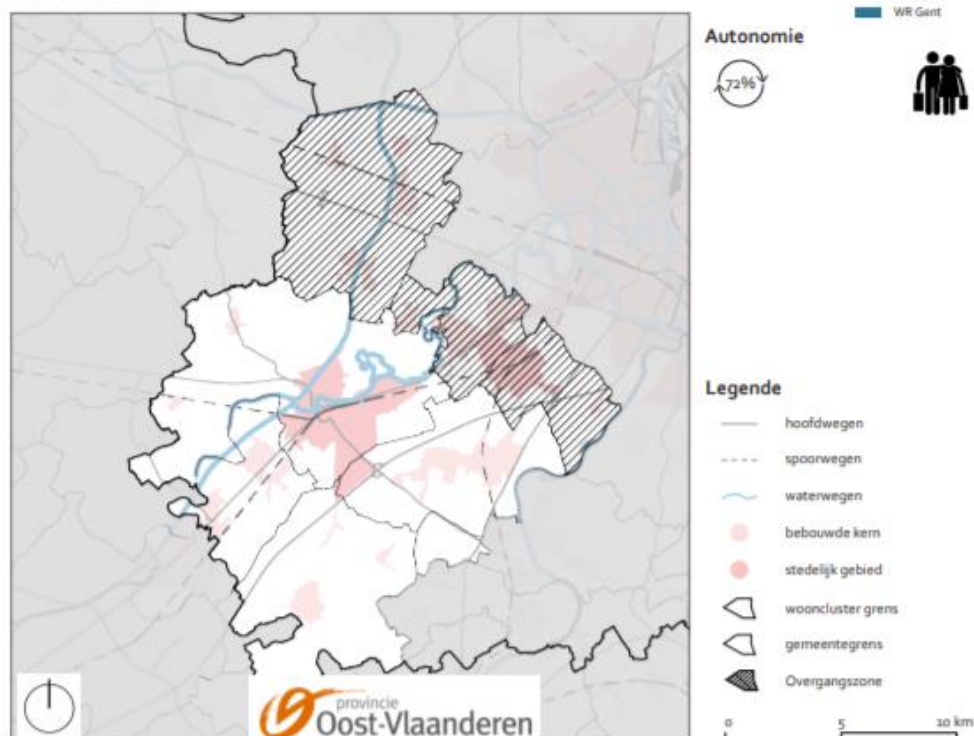 WR Gent
Autonomie
72%
Legende
hoofdwegen
spoorwegen
waterwegen
bebouwde kern
stedelijk gebied
wooncluster grens
gemeentegrens
Overgangszone
0 5 10 km
provincie
Oost-Vlaanderen